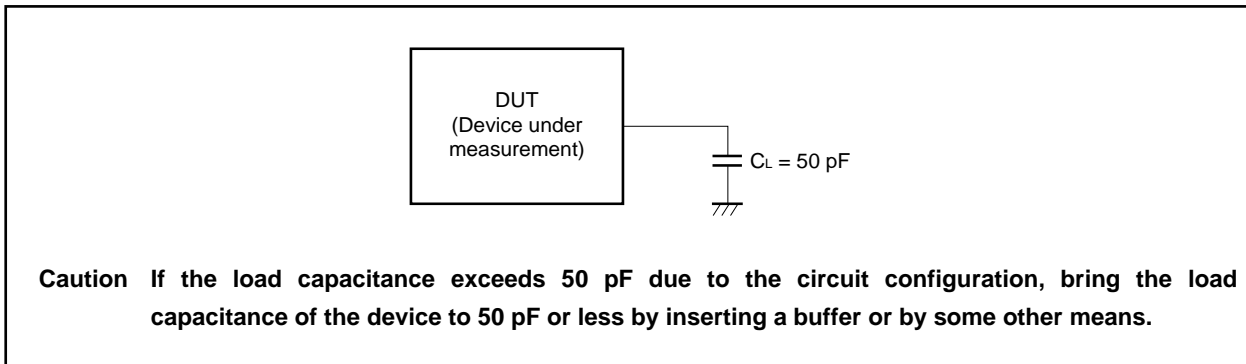 DUT
(Device under
measurement)
CL = 50 pF
Caution If the load capacitance exceeds 50 pF due to the circuit configuration, bring the load
capacitance of the device to 50 pF or less by inserting a buffer or by some other means.